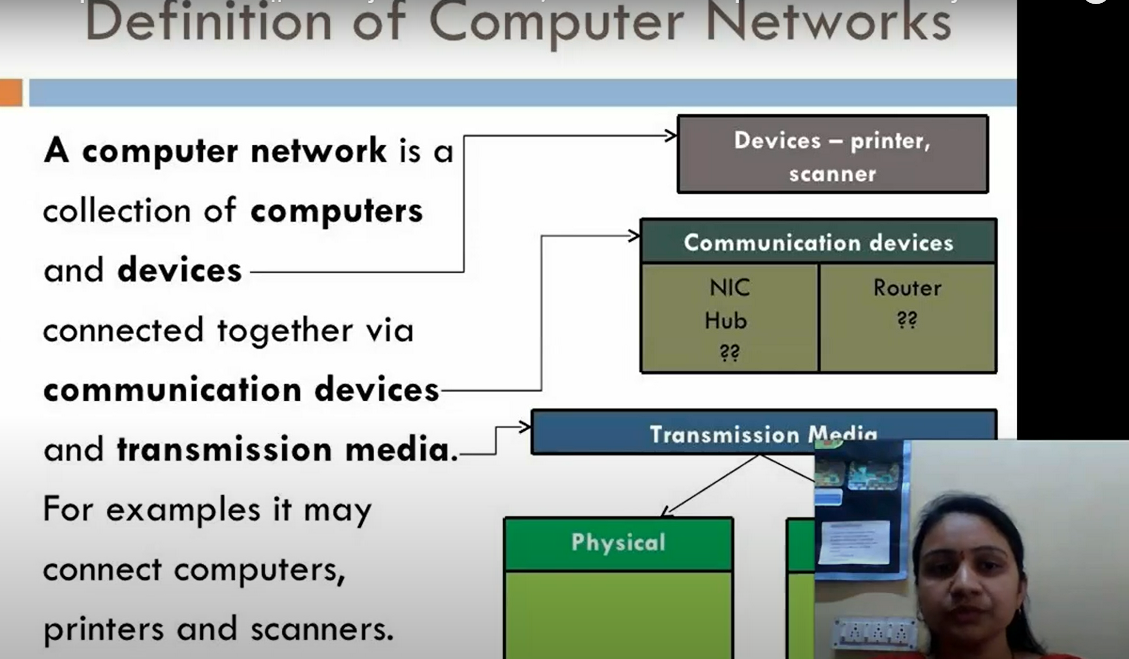 Definition of Computer Networks
A computer network is a
collection of computers
and devices
connected together via
communication devices
and transmission media.
For examples it may
connect computers,
printers and scanners.
Devices – printer,
scanner
Communication devices
NIC
Hub
??
Router
??
Transmission Media
Physical